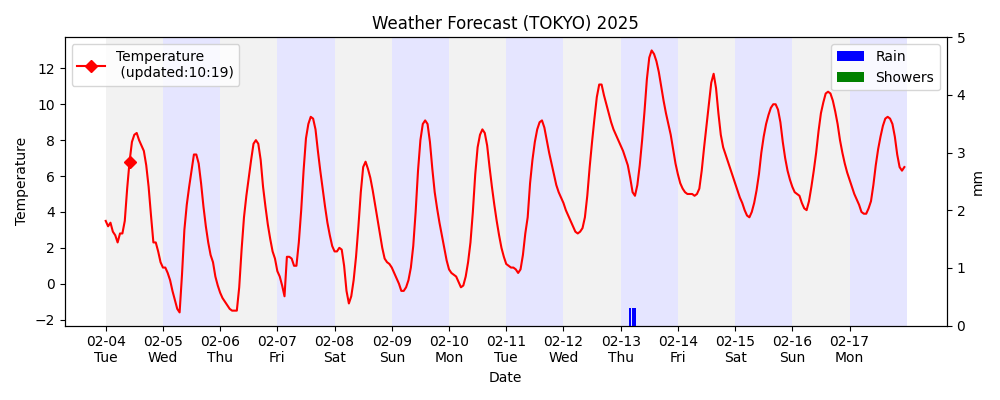 Weather Forecast (TOKYO) 2025
Temperature
(updated:10:19)
Rain
Showers
Temperature
12
10
8
6
4
2
0
−2
5
4
3
2
1
0
mm
02-04 02-05 02-06 02-07 02-08 02-09 02-10 02-11 02-12 02-13 02-14 02-15 02-16 02-17
Tue Wed Thu Fri Sat Sun Mon Tue Wed Thu Fri Sat Sun Mon
Date